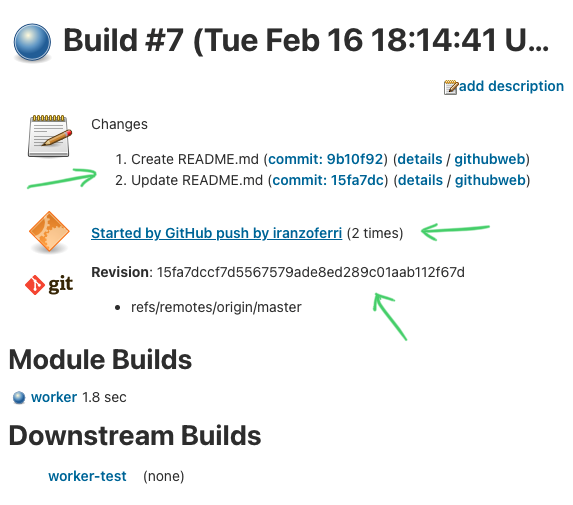 Build #7 (Tue Feb 16 18:14:41 U...
add description
Changes
1. Create README.md (commit: 9b10f92) (details / githubweb)
2. Update README.md (commit: 15fa7dc) (details / githubweb)
Started by GitHub push by iranzoferri (2 times)
git
Revision: 15fa7dccf7d5567579ade8ed289c01aab112f67d
• refs/remotes/origin/master
Module Builds
worker 1.8 sec
Downstream Builds
worker-test (none)